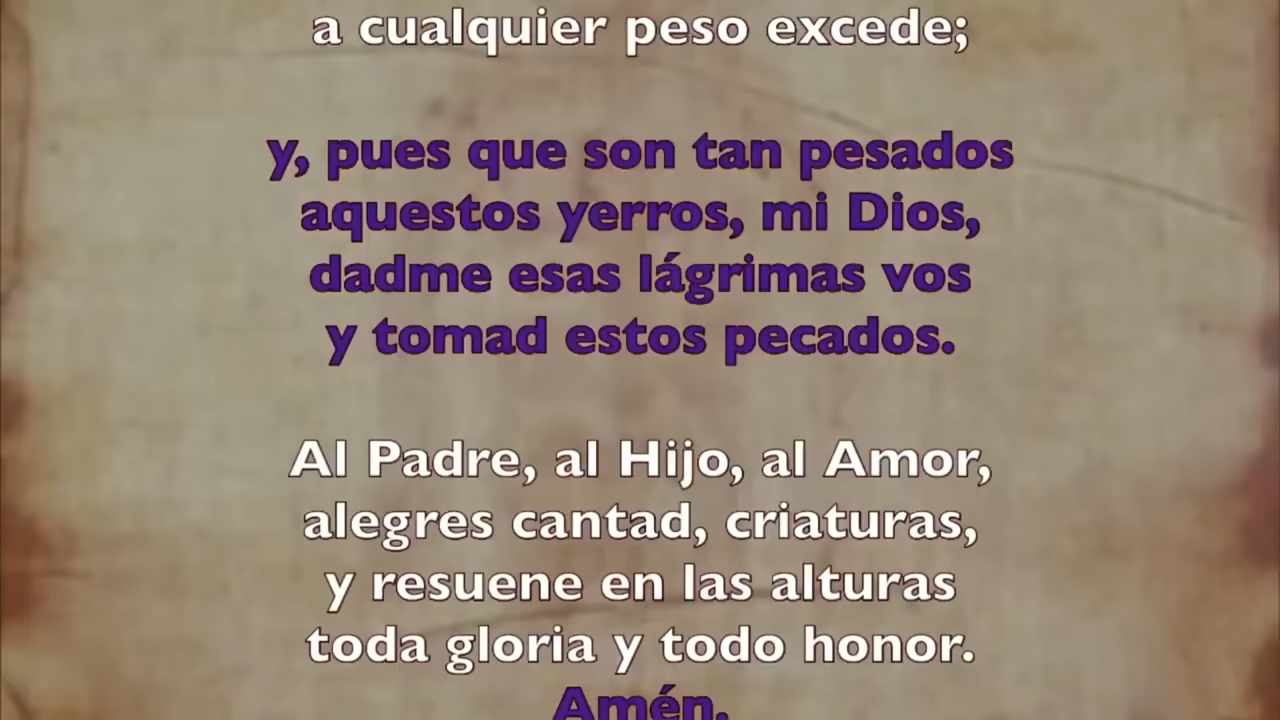 a cualquier peso excede;
y, pues que son tan pesados
aquestos yerros, mi Dios,
dadme esas lágrimas vos
y tomad estos pecados.
Al Padre, al Hijo, al Amor,
alegres cantad, criaturas,
y resuene en las alturas
toda gloria y todo honor.
Amén.